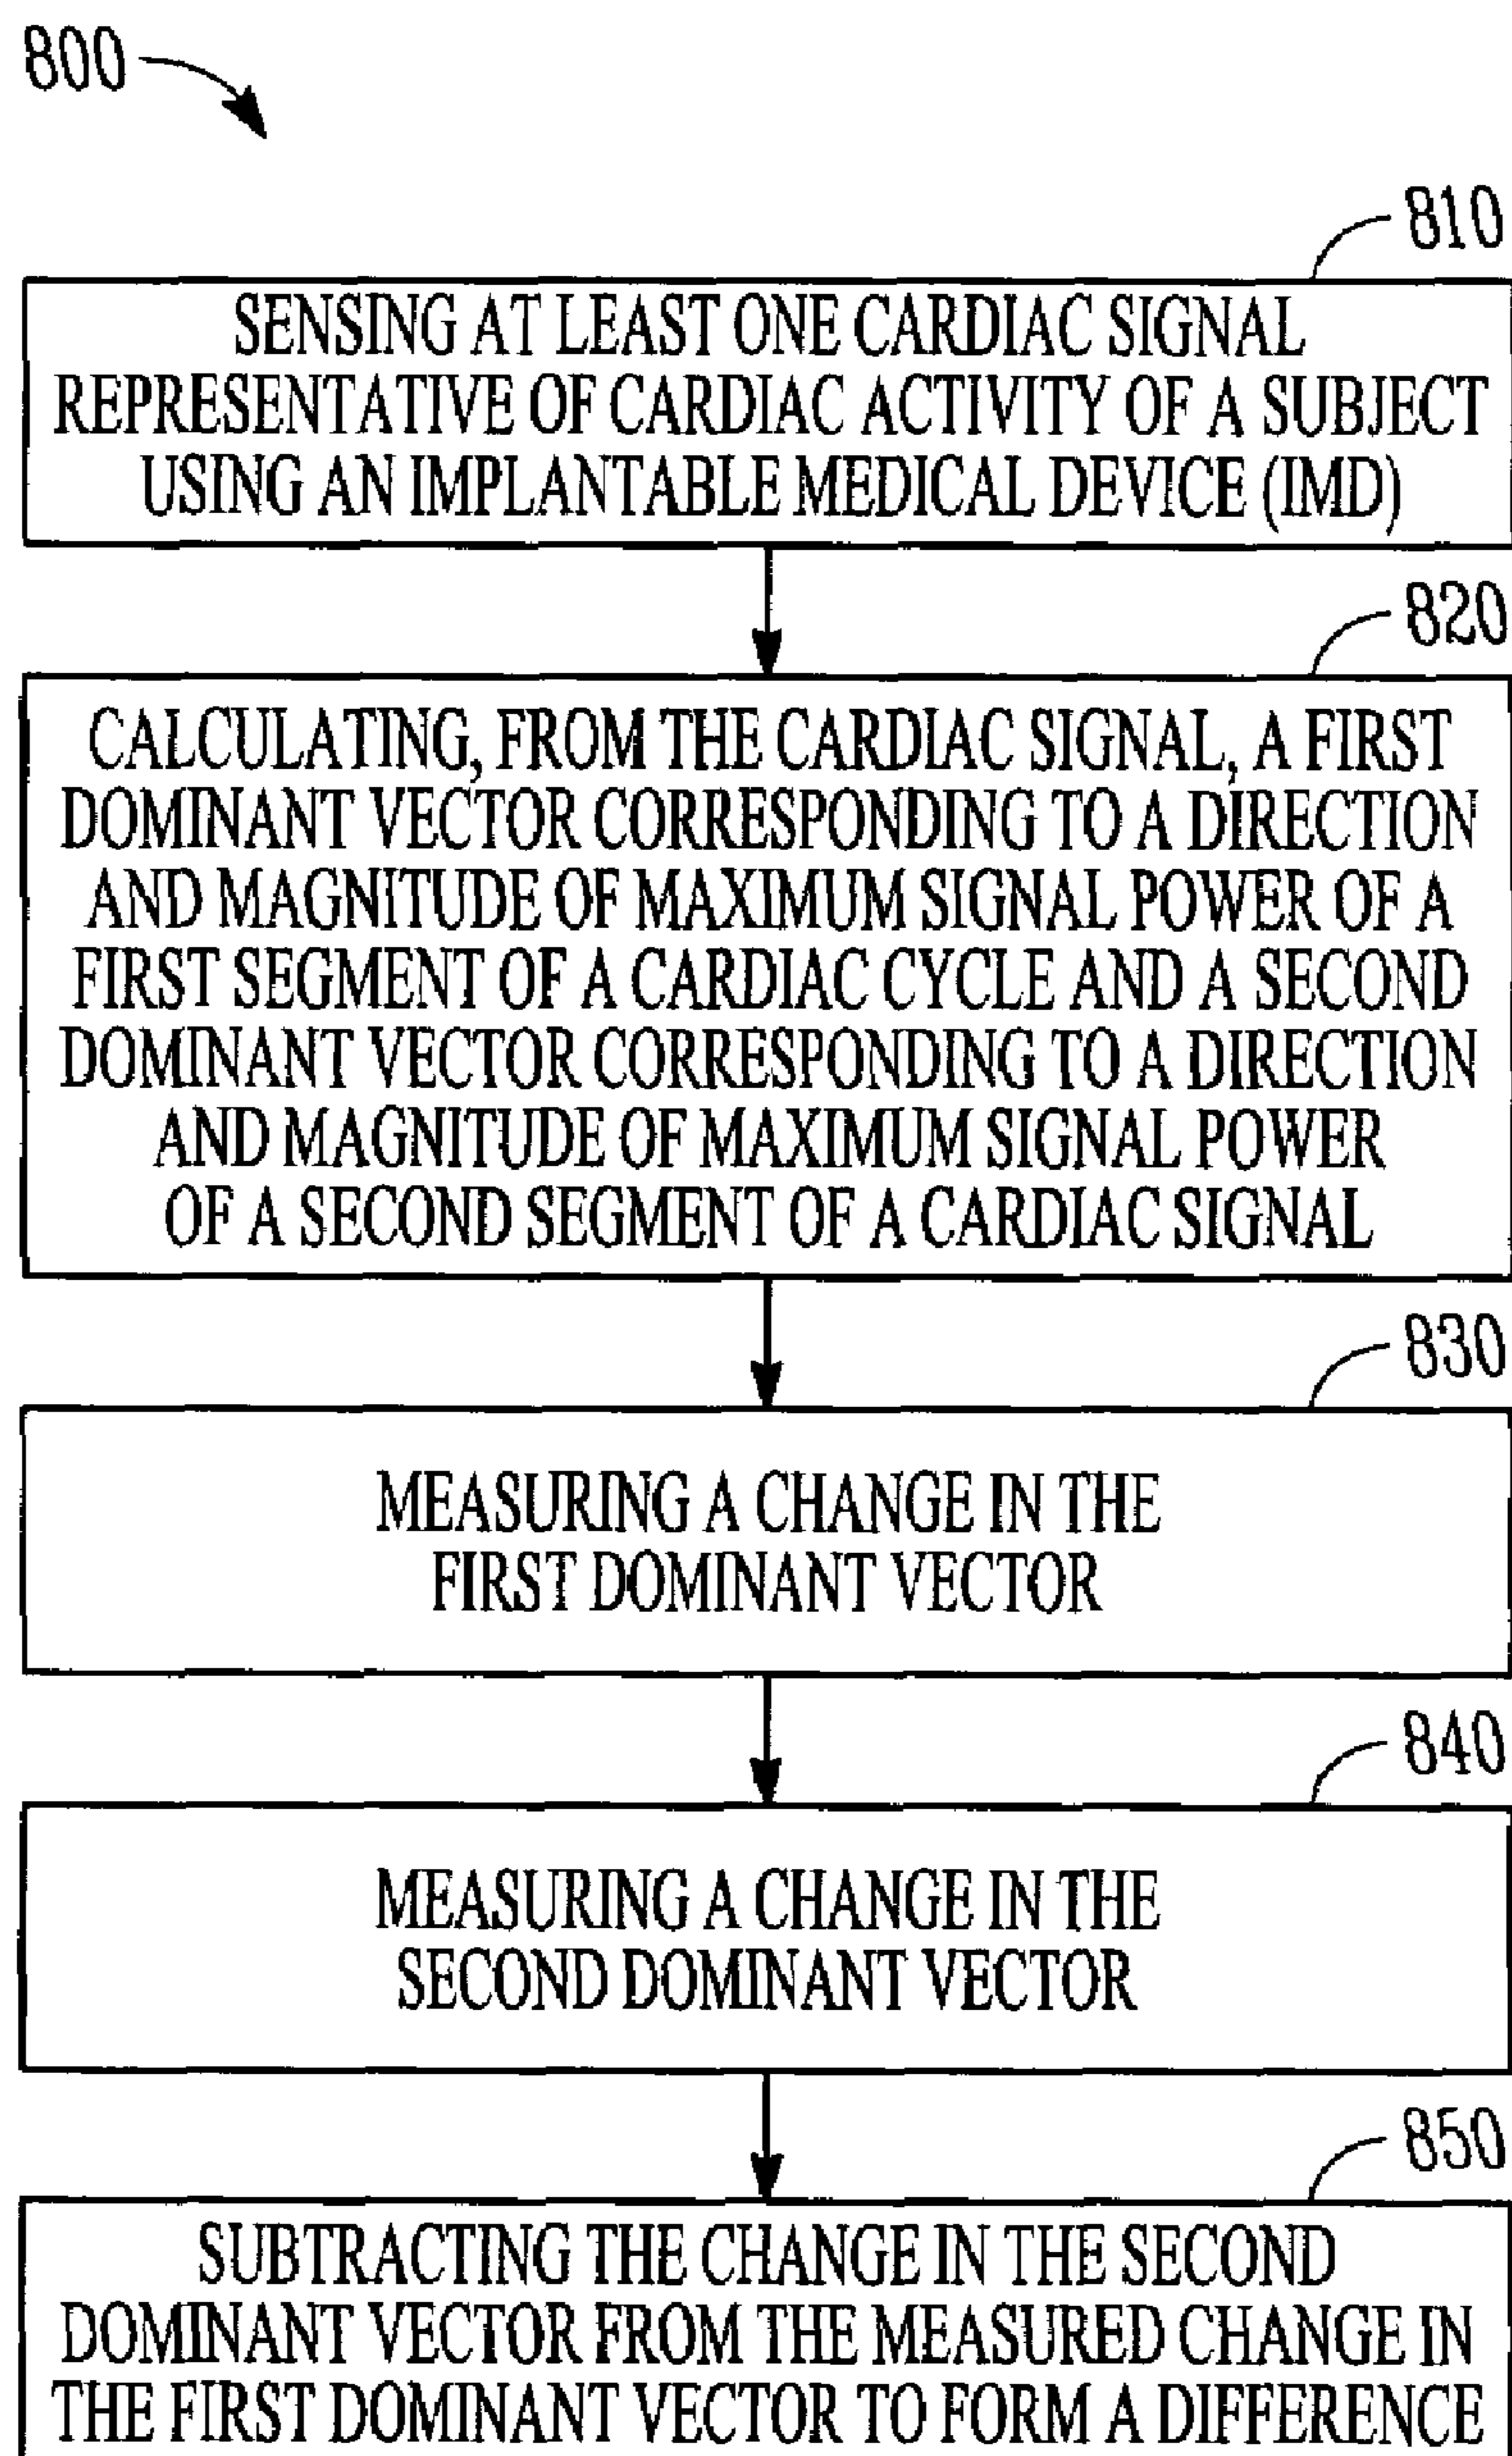 800
810
SENSING AT LEAST ONE CARDIAC SIGNAL
REPRESENTATIVE OF CARDIAC ACTIVITY OF A SUBJECT
USING AN IMPLANTABLE MEDICAL DEVICE (IMD)
820
CALCULATING, FROM THE CARDIAC SIGNAL, A FIRST
DOMINANT VECTOR CORRESPONDING TO A DIRECTION
AND MAGNITUDE OF MAXIMUM SIGNAL POWER OF A
FIRST SEGMENT OF A CARDIAC CYCLE AND A SECOND
DOMINANT VECTOR CORRESPONDING TO A DIRECTION
AND MAGNITUDE OF MAXIMUM SIGNAL POWER
OF A SECOND SEGMENT OF A CARDIAC SIGNAL
830
MEASURING A CHANGE IN THE
FIRST DOMINANT VECTOR
840
MEASURING A CHANGE IN THE
SECOND DOMINANT VECTOR
850
SUBTRACTING THE CHANGE IN THE SECOND
DOMINANT VECTOR FROM THE MEASURED CHANGE IN
THE FIRST DOMINANT VECTOR TO FORM A DIFFERENCE